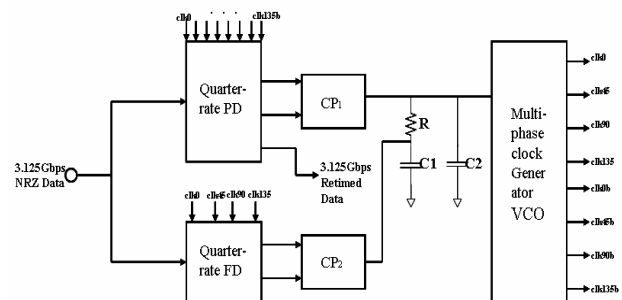 clk0 clk135b
Quarter-
rate PD
CP1
R
C1
C2
Multi-
phase
clock
Gener
ator
VCO
clk0
clk45
clk90
clk135
clk0b
clk45b
clk90b
clk135b
3.125Gbps
NRZ Data
3.125Gbps
Retimed
Data
clk0 clk45 clk90 clk135
Quarter-
rate FD
CP2